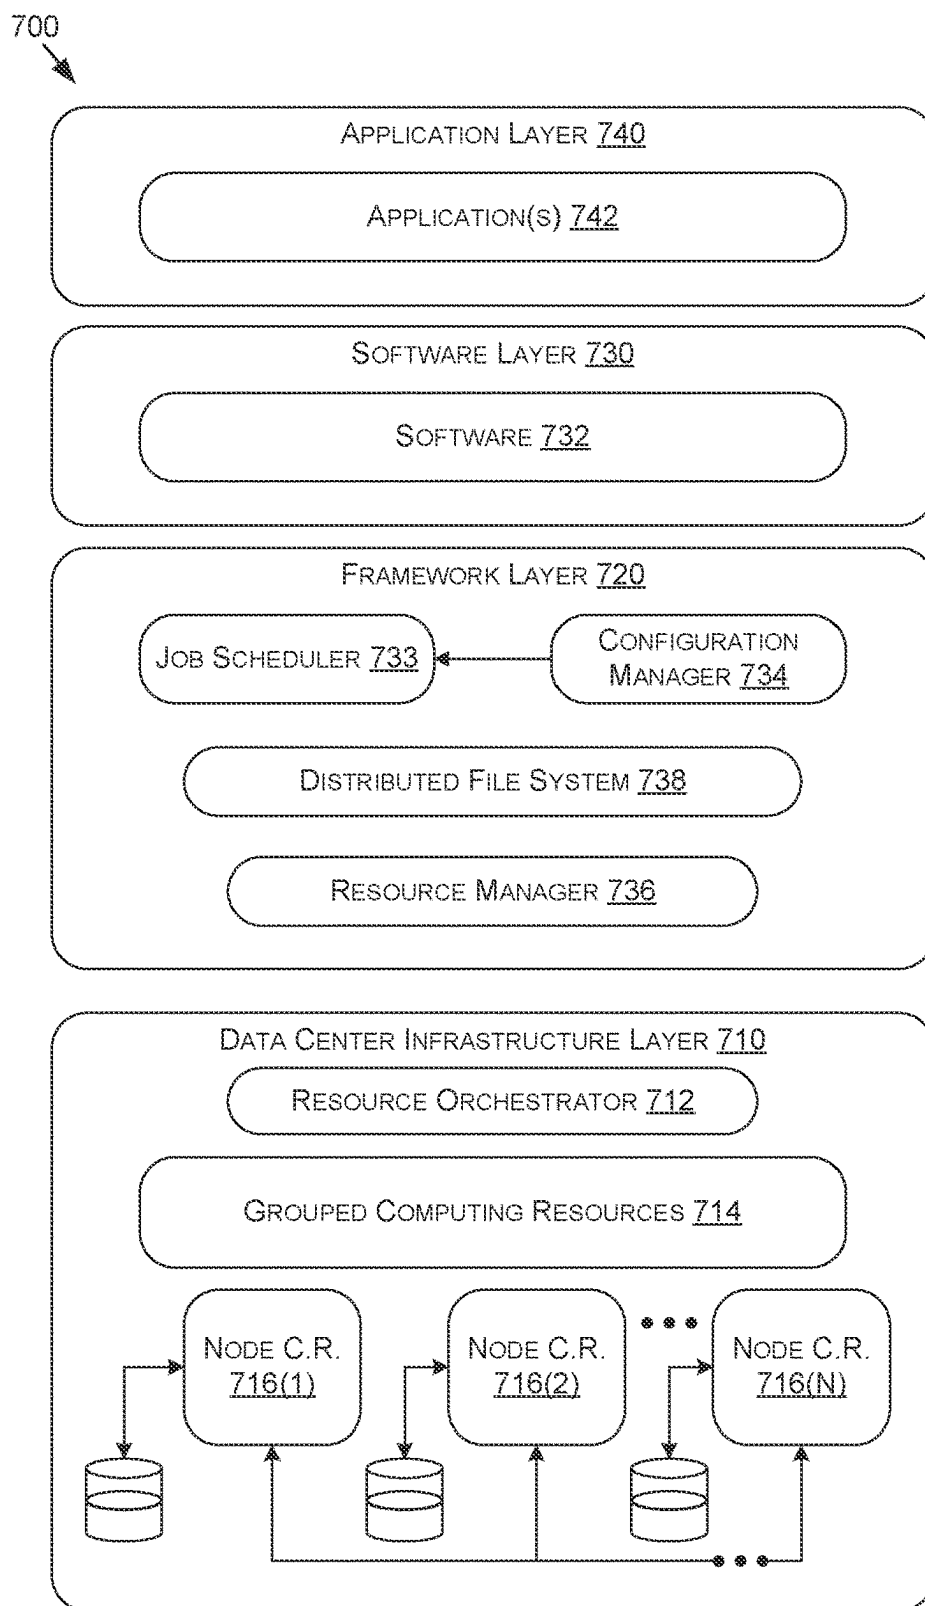 700
APPLICATION LAYER 740
APPLICATION(S) 742
SOFTWARE LAYER 730
SOFTWARE 732
FRAMEWORK LAYER 720
JOB SCHEDULER 733
CONFIGURATION
MANAGER 734
DISTRIBUTED FILE SYSTEM 738
RESOURCE MANAGER 736
DATA CENTER INFRASTRUCTURE LAYER 710
RESOURCE ORCHESTRATOR 712
GROUPED COMPUTING RESOURCES 714
NODE C.R.
716(1)
NODE C.R.
716(2)
NODE C.R.
716(N)